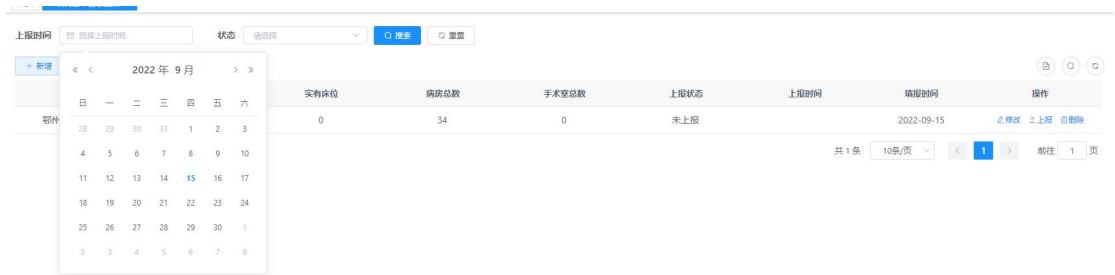 上报时间 选择上报时间 状态 请选择 搜索 重置
+ 新增
« < 2022 年 9 月 > »
日 一 二 三 四 五 六
28 29 30 31 1 2 3
4 5 6 7 8 9 10
11 12 13 14 15 16 17
18 19 20 21 22 23 24
25 26 27 28 29 30 1
2 3 4 5 6 7 8
实有床位 病房总数 手术室总数 上报状态 上报时间 填报时间 操作
鄂州 0 34 0 未上报 2022-09-15 修改 上报 删除
共 1 条 10条/页 < 1 > 前往 1 页